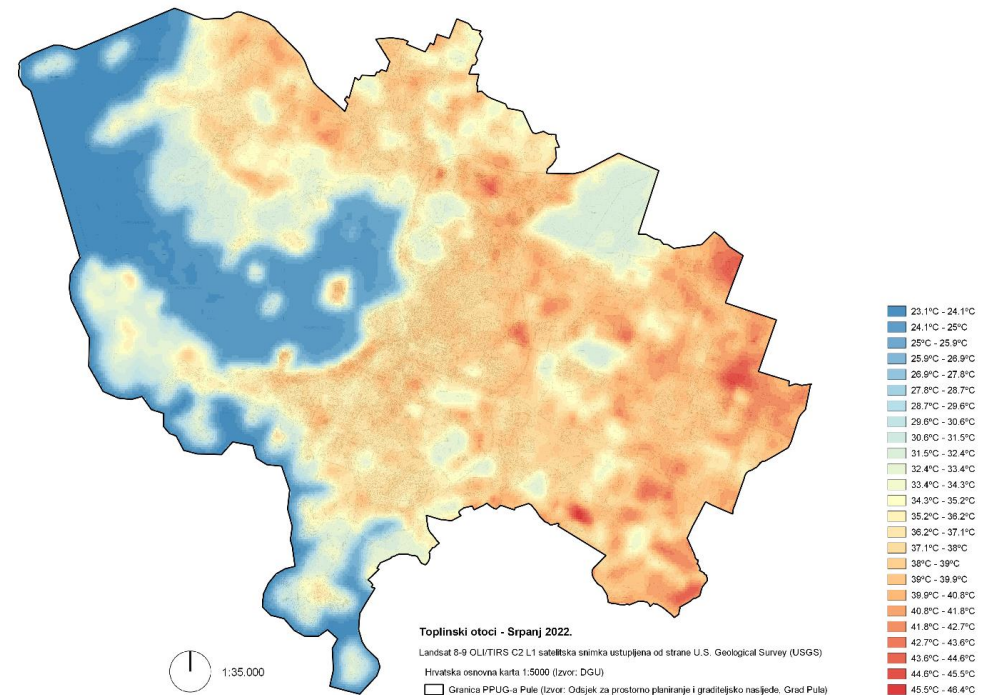 23.1°C - 24.1°C
24.1°C - 25°C
25°C - 25.9°C
25.9°C - 26.9°C
26.9°C - 27.8°C
27.8°C - 28.7°C
28.7°C - 29.6°C
29.6°C - 30.6°C
30.6°C - 31.5°C
31.5°C - 32.4°C
32.4°C - 33.4°C
33.4°C - 34.3°C
34.3°C - 35.2°C
35.2°C - 36.2°C
36.2°C - 37.1°C
37.1°C - 38°C
38°C - 39°C
39°C - 39.9°C
39.9°C - 40.8°C
40.8°C - 41.8°C
41.8°C - 42.7°C
42.7°C - 43.6°C
43.6°C - 44.6°C
44.6°C - 45.5°C
45.5°C - 46.4°C
Toplinski otoci - Srpanj 2022.
Landsat 8-9 OLI/TIRS C2 L1 satelitska snimka ustupljena od strane U.S. Geological Survey (USGS)
1:35.000
Hrvatska osnovna karta 1:5000 (Izvor: DGU)
Granica PPUG-a Pule (Izvor: Odsjek za prostorno planiranje i graditeljsko nasljeđe, Grad Pula)